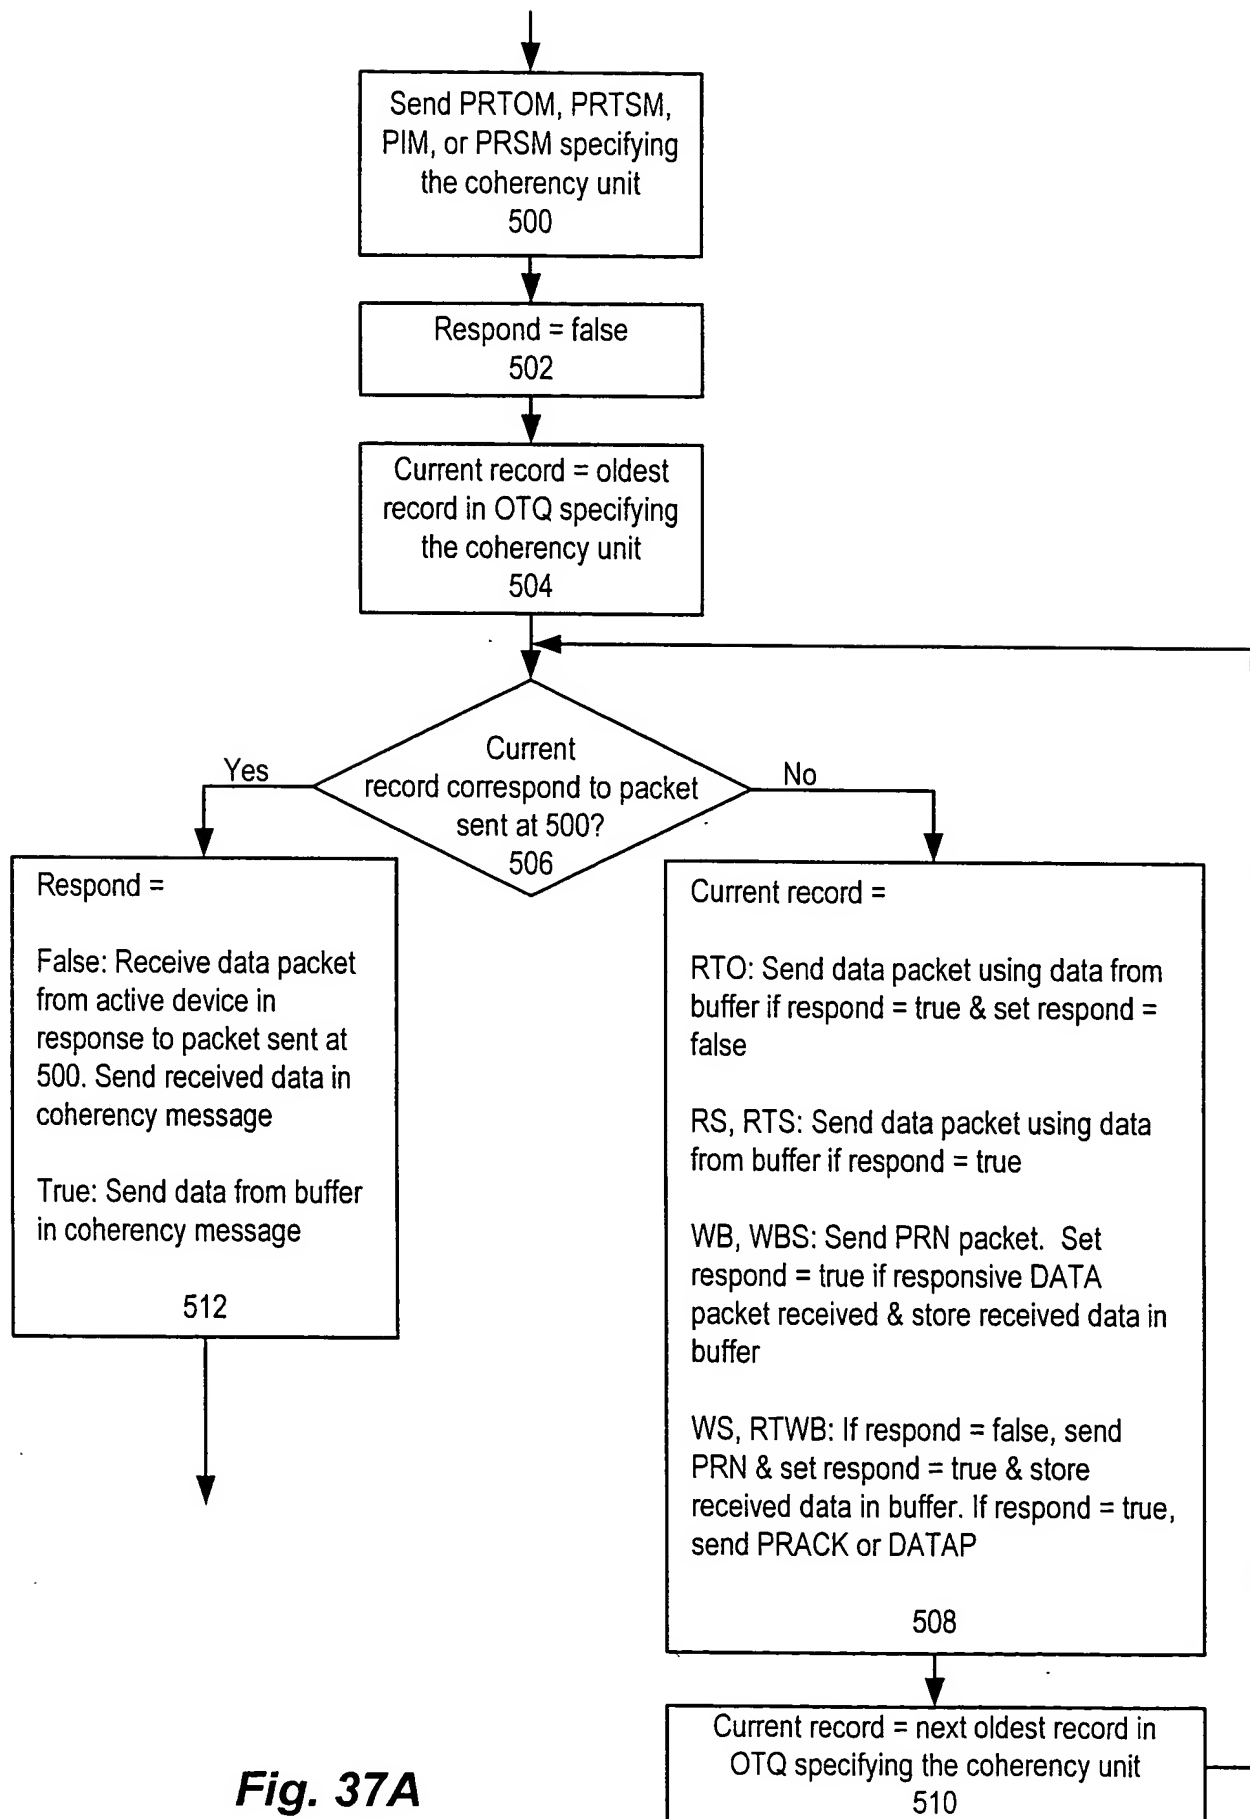 Send PRTOM, PRTSM,
PIM, or PRSM specifying
the coherency unit
500
Respond = false
502
Current record = oldest
record in OTQ specifying
the coherency unit
504
Current
record correspond to packet
sent at 500?
506
Yes
No
Respond =
False: Receive data packet
from active device in
response to packet sent at
500. Send received data in
coherency message
True: Send data from buffer
in coherency message
512
Current record =
RTO: Send data packet using data from
buffer if respond = true & set respond =
false
RS, RTS: Send data packet using data
from buffer if respond = true
WB, WBS: Send PRN packet. Set
respond = true if responsive DATA
packet received & store received data in
buffer
WS, RTWB: If respond = false, send
PRN & set respond = true & store
received data in buffer. If respond = true,
send PRACK or DATAP
508
Current record = next oldest record in
OTQ specifying the coherency unit
510
Fig. 37A